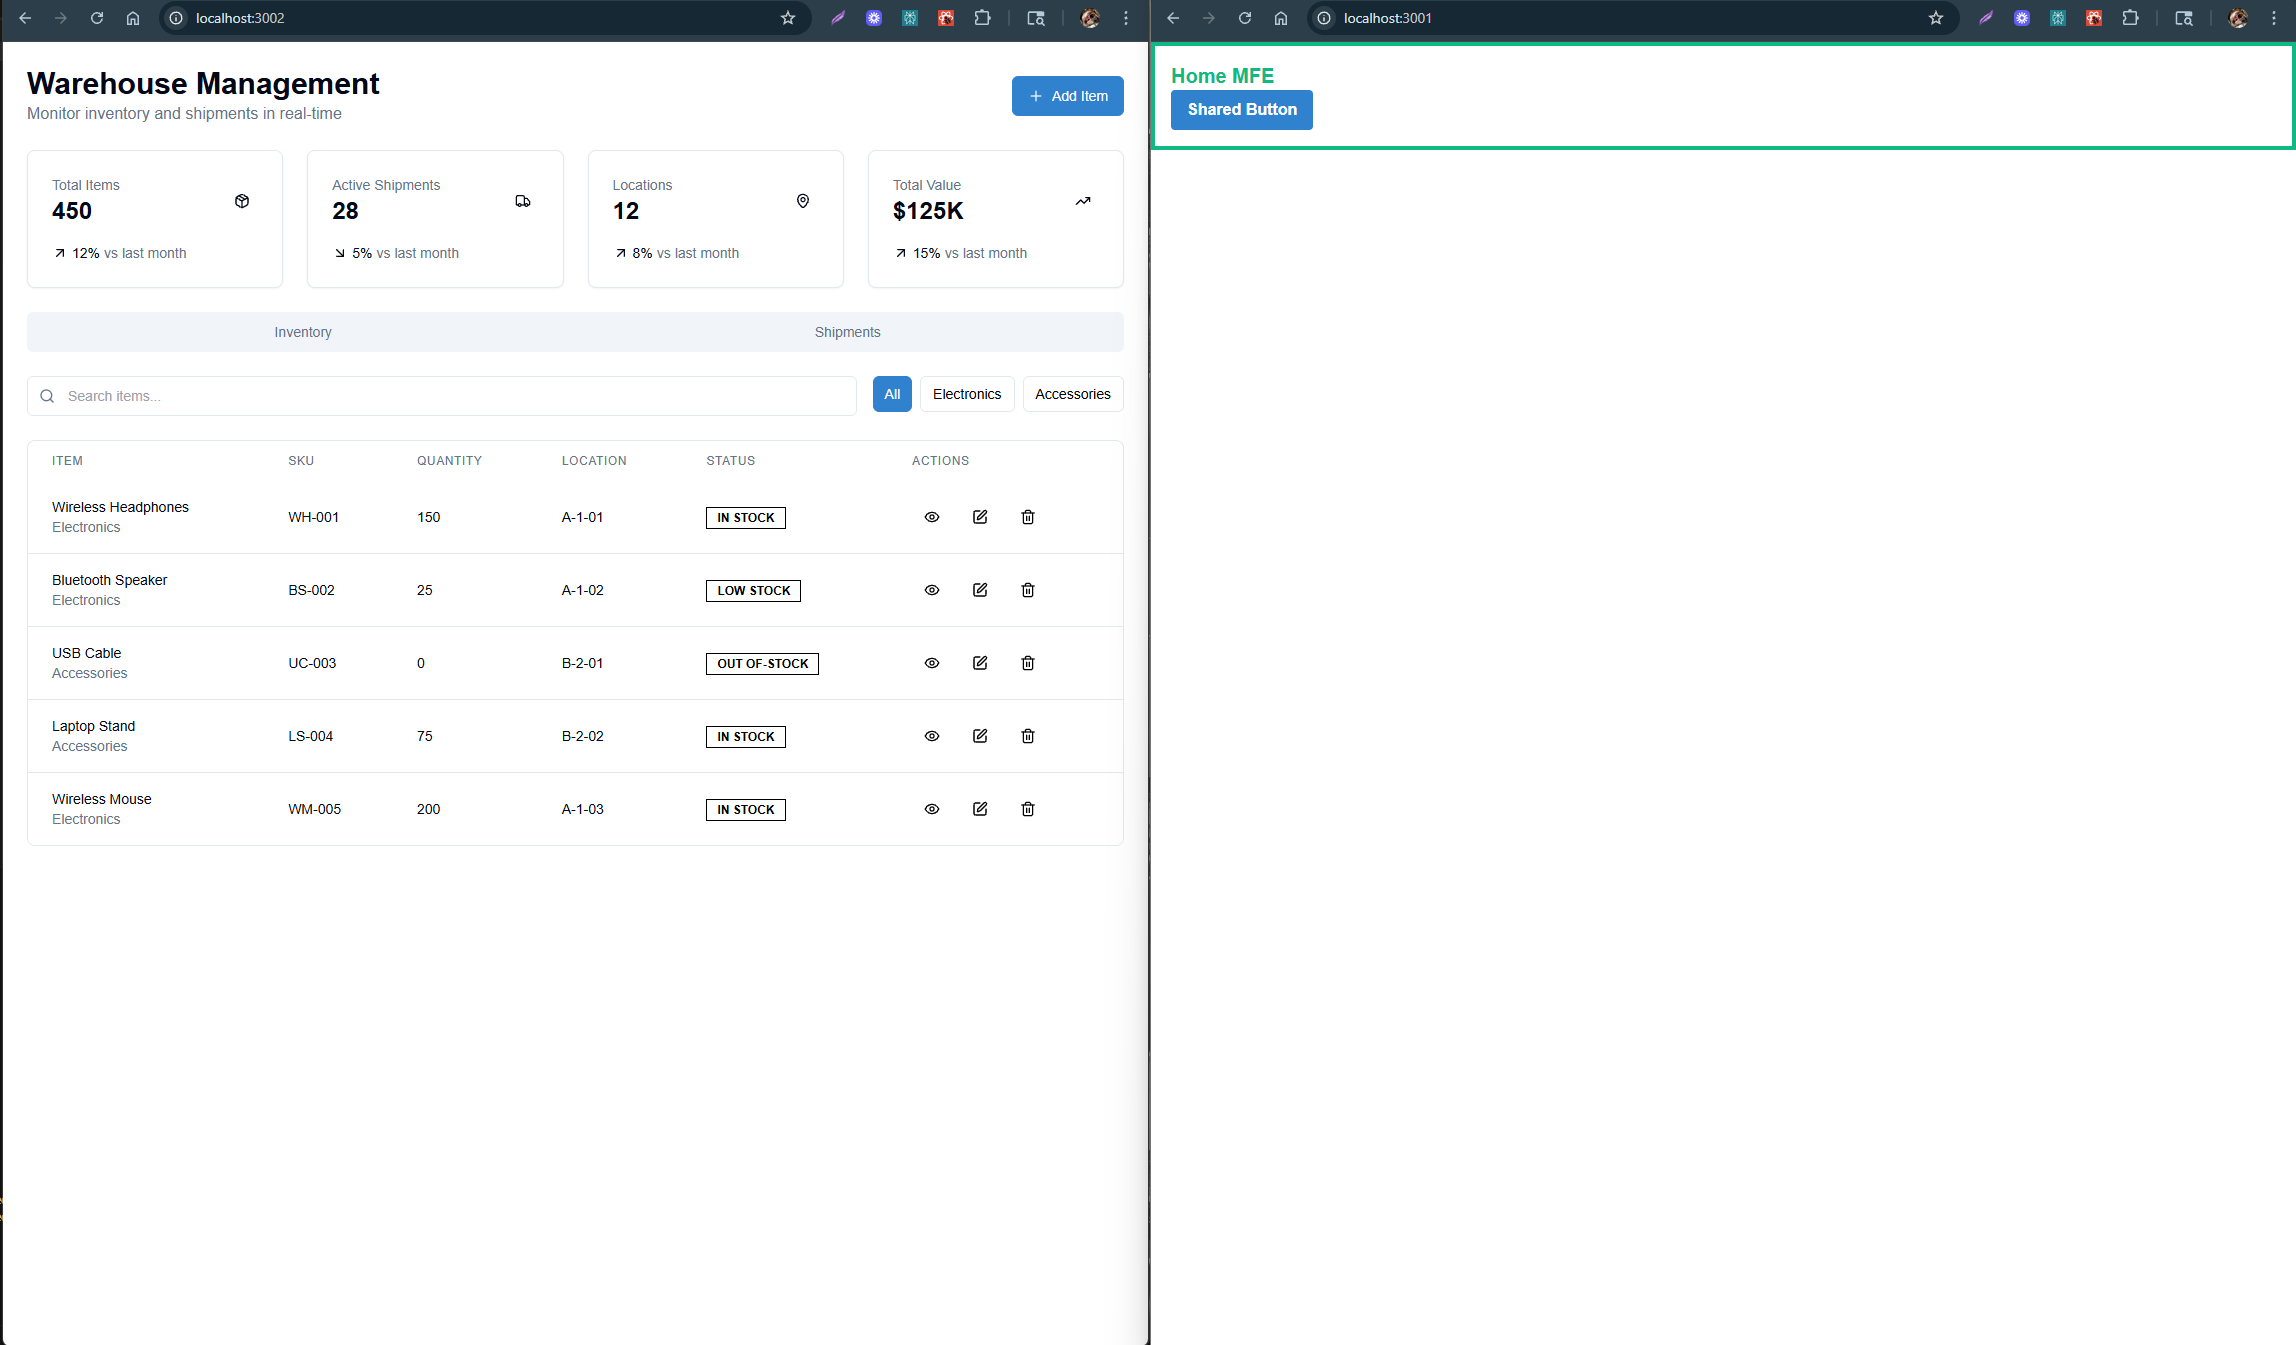 localhost:3002
Warehouse Management
Monitor inventory and shipments in real-time
Add Item
Total Items
450
12% vs last month
Active Shipments
28
5% vs last month
Locations
12
8% vs last month
Total Value
$125K
15% vs last month
Inventory
Shipments
Search items...
All
Electronics
Accessories
ITEM SKU QUANTITY LOCATION STATUS ACTIONS
Wireless Headphones
Electronics
WH-001 150 A-1-01 IN STOCK
Bluetooth Speaker
Electronics
BS-002 25 A-1-02 LOW STOCK
USB Cable
Accessories
UC-003 0 B-2-01 OUT OF-STOCK
Laptop Stand
Accessories
LS-004 75 B-2-02 IN STOCK
Wireless Mouse
Electronics
WM-005 200 A-1-03 IN STOCK
localhost:3001
Home MFE
Shared Button